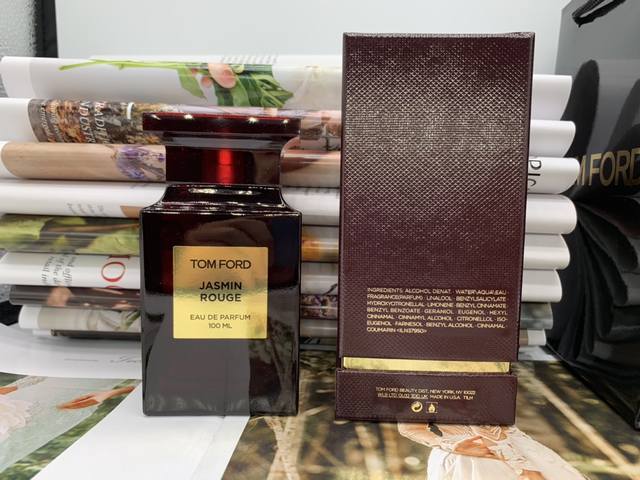 TOM FORD
JASMIN
ROUGE
EAU DE PARFUM
100 ML
INGREDIENTS: ALCOHOL DENAT. · WATER\AQUA\EAU ·
FRAGRANCE(PARFUM) · LINALOOL · BENZYL SALICYLATE ·
HYDROXYCITRONELLAL · LIMONENE · BENZYL CINNAMATE ·
BENZYL BENZOATE · GERANIOL · EUGENOL · HEXYL
CINNAMAL · CINNAMYL ALCOHOL · CITRONELLOL · ISO-
EUGENOL · FARNESOL · BENZYL ALCOHOL · CINNAMAL ·
COUMARIN <ILN37950>
TOM FORD BEAUTY, DIST, NEW YORK, NY 10022
MADE IN U.S.A.
M FORD